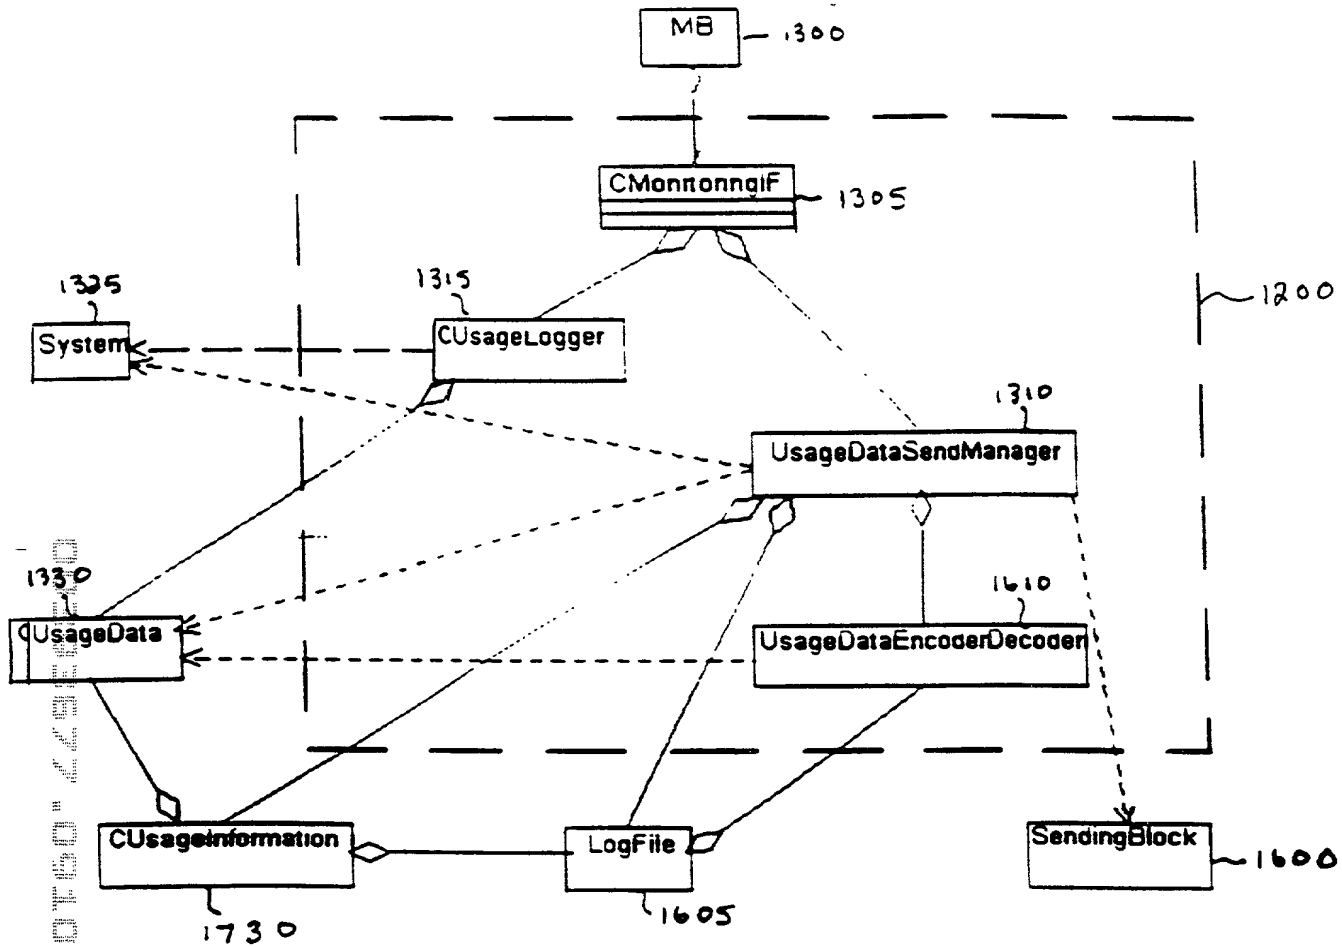 MB
1300
CMonitoringIF
1305
1325
1315
1200
System
CUsageLogger
1310
UsageDataSendManager
1330
CUsageData
1610
UsageDataEncoderDecoder
CUsageInformation
LogFile
SendingBlock
1600
1730
1605